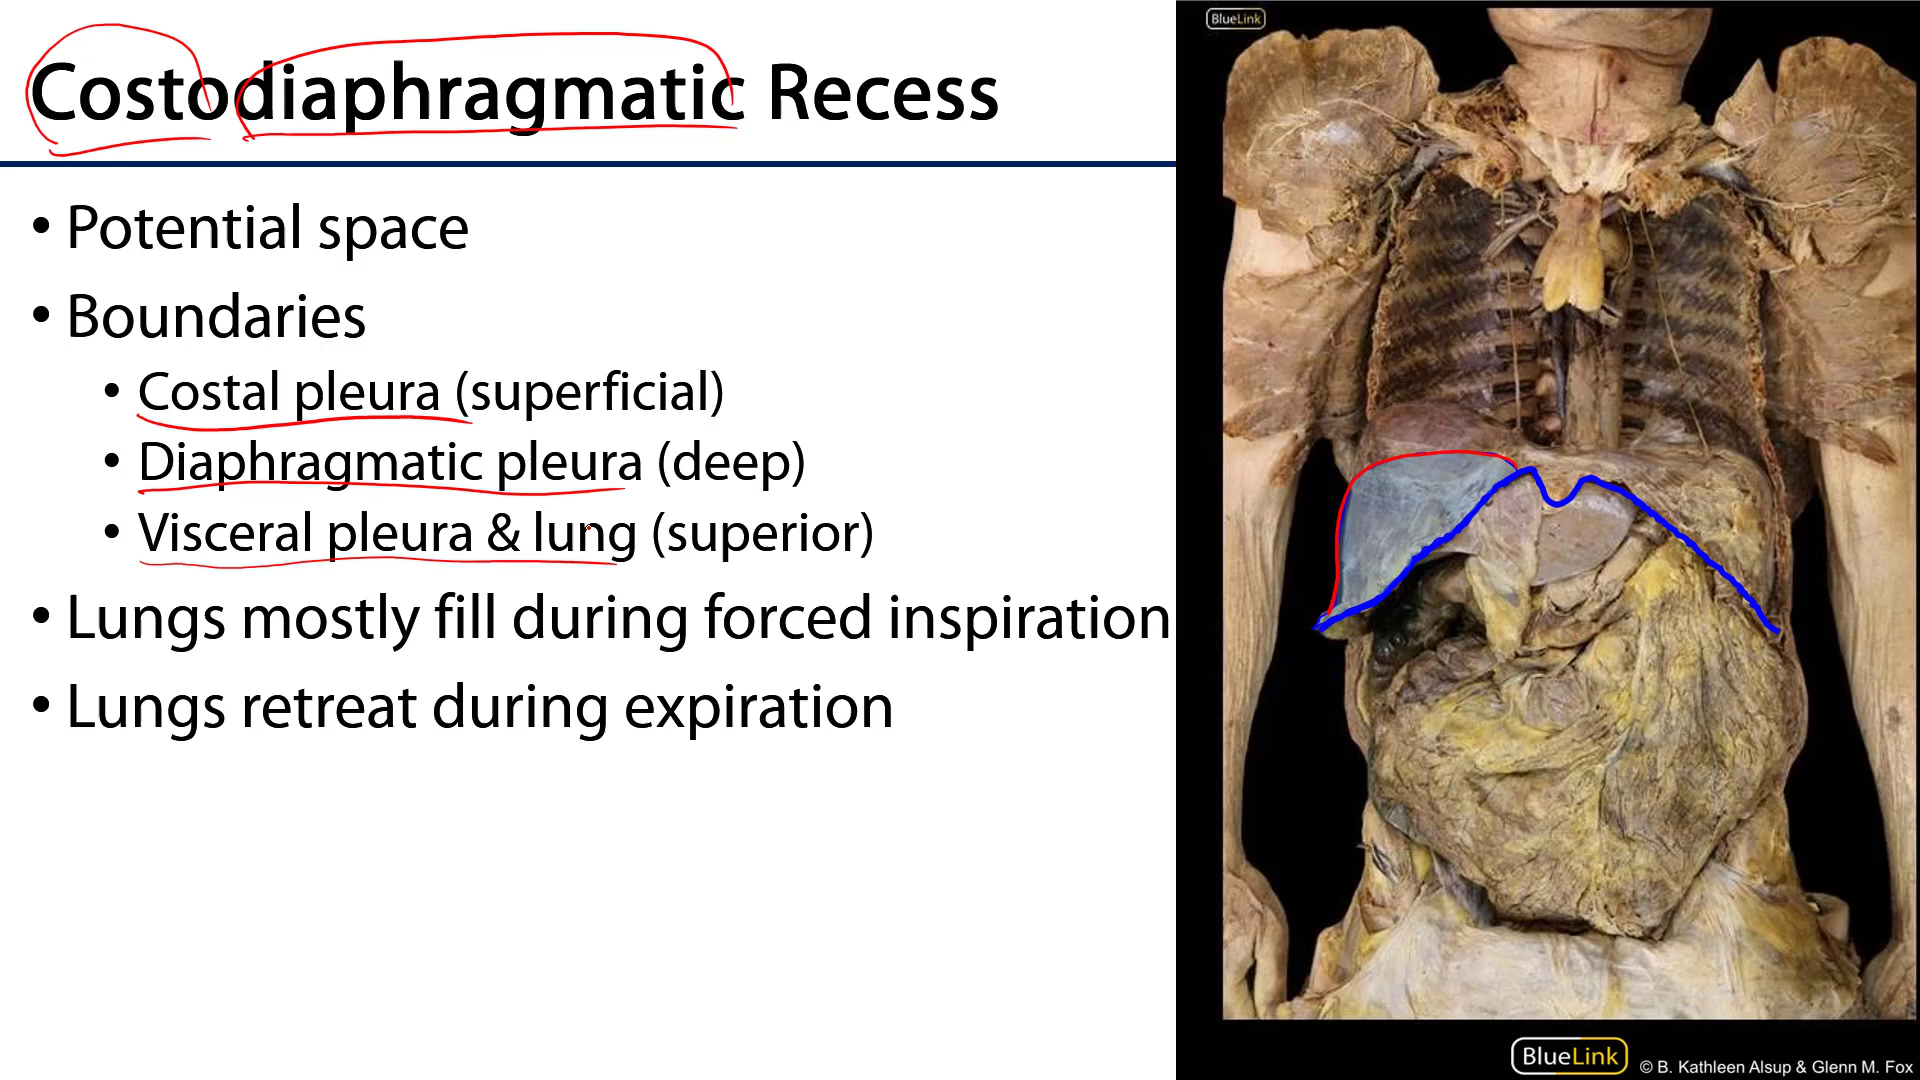 Costodiaphragmatic Recess
• Potential space
• Boundaries
• Costal pleura (superficial)
• Diaphragmatic pleura (deep)
• Visceral pleura & lung (superior)
• Lungs mostly fill during forced inspiration
• Lungs retreat during expiration
BlueLink
BlueLink
© B. Kathleen Alsup & Glenn M. Fox